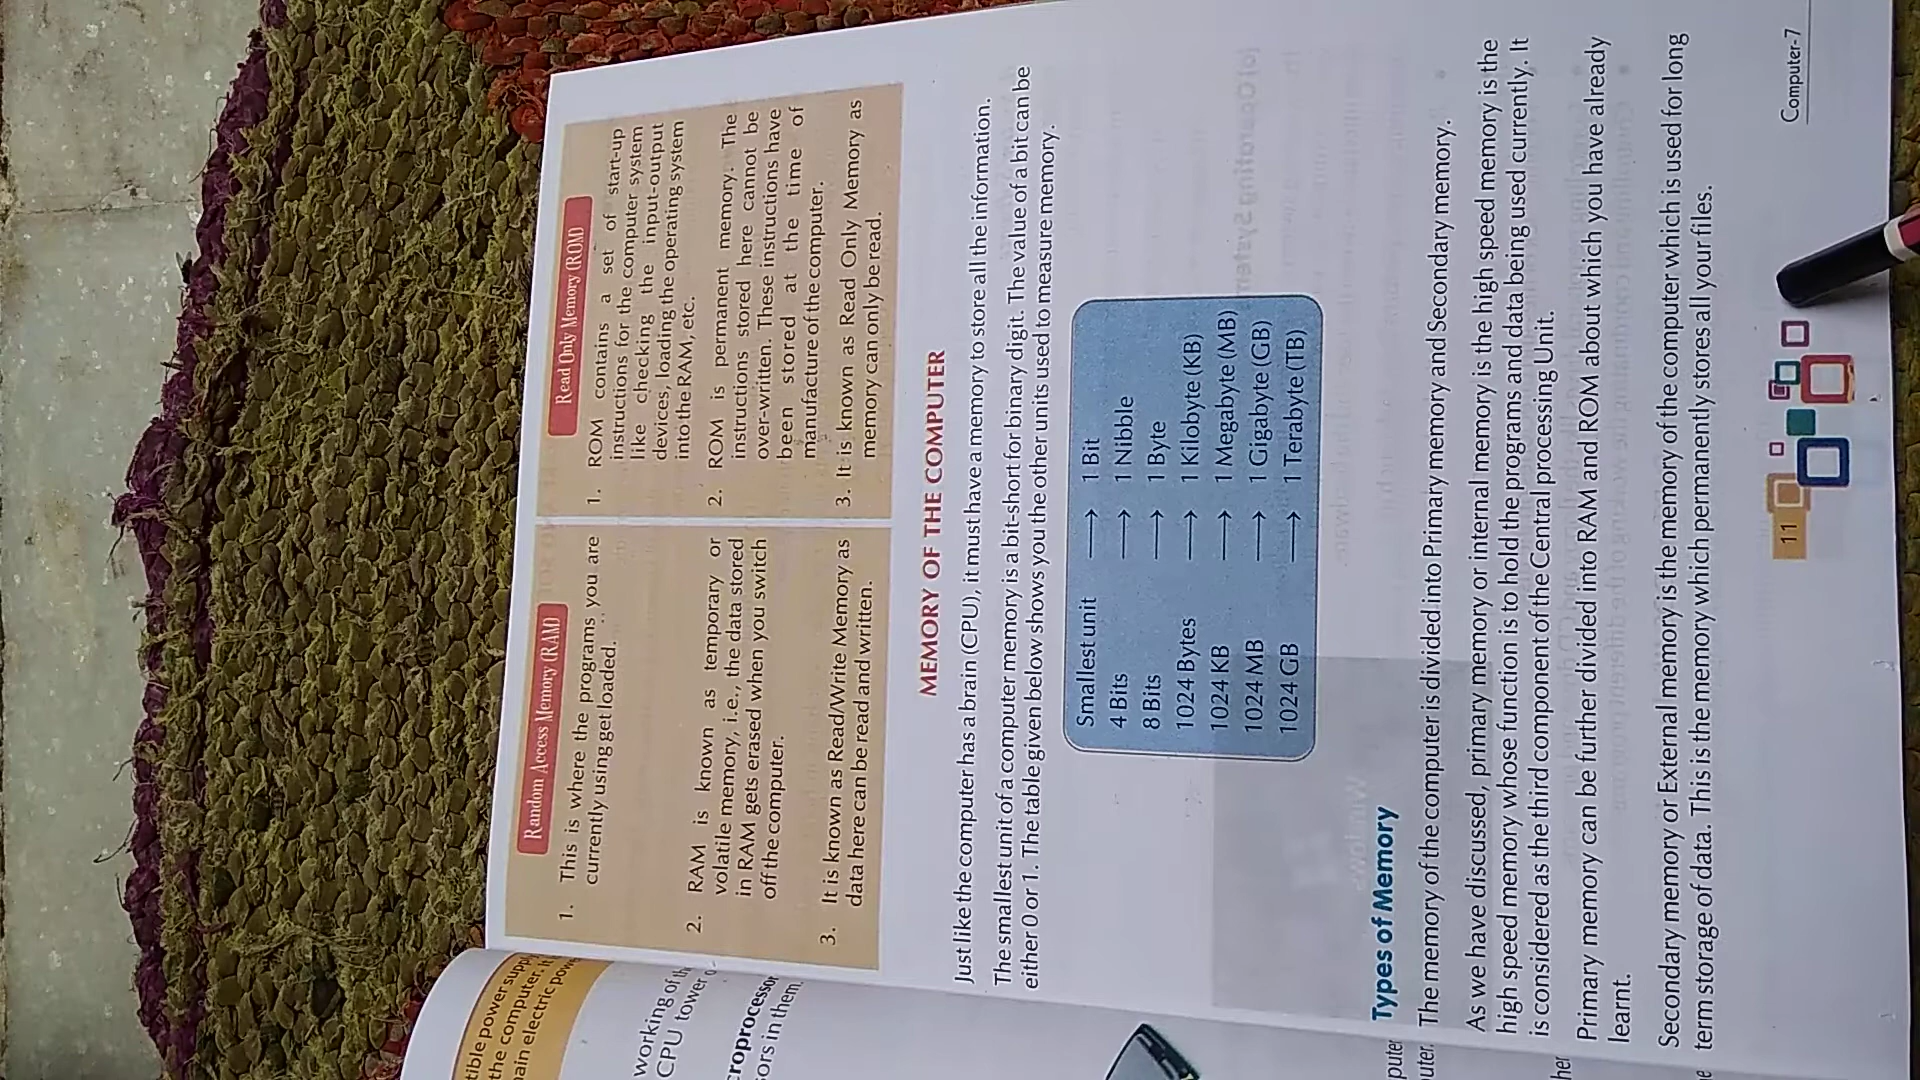 Random Access Memory (RAM)
1. This is where the programs you are
currently using get loaded.
2. RAM is known as temporary or
volatile memory, i.e., the data stored
in RAM gets erased when you switch
off the computer.
3. It is known as Read/Write Memory as
data here can be read and written.
Read Only Memory (ROM)
1. ROM contains a set of start-up
instructions for the computer system
like checking the input-output
devices, loading the operating system
into the RAM, etc.
2. ROM is permanent memory. The
instructions stored here cannot be
over-written. These instructions have
been stored at the time of
manufacture of the computer.
3. It is known as Read Only Memory as
memory can only be read.
MEMORY OF THE COMPUTER
Just like the computer has a brain (CPU), it must have a memory to store all the information.
The smallest unit of a computer memory is a bit-short for binary digit. The value of a bit can be
either 0 or 1. The table given below shows you the other units used to measure memory.
Smallest unit → 1 Bit
4 Bits → 1 Nibble
8 Bits → 1 Byte
1024 Bytes → 1 Kilobyte (KB)
1024 KB → 1 Megabyte (MB)
1024 MB → 1 Gigabyte (GB)
1024 GB → 1 Terabyte (TB)
Types of Memory
The memory of the computer is divided into Primary memory and Secondary memory.
As we have discussed, primary memory or internal memory is the high speed memory is the
high speed memory whose function is to hold the programs and data being used currently. It
is considered as the third component of the Central processing Unit.
Primary memory can be further divided into RAM and ROM about which you have already
learnt.
Secondary memory or External memory is the memory of the computer which is used for long
term storage of data. This is the memory which permanently stores all your files.
11
Computer-7
the computer.
working of
CPU tower